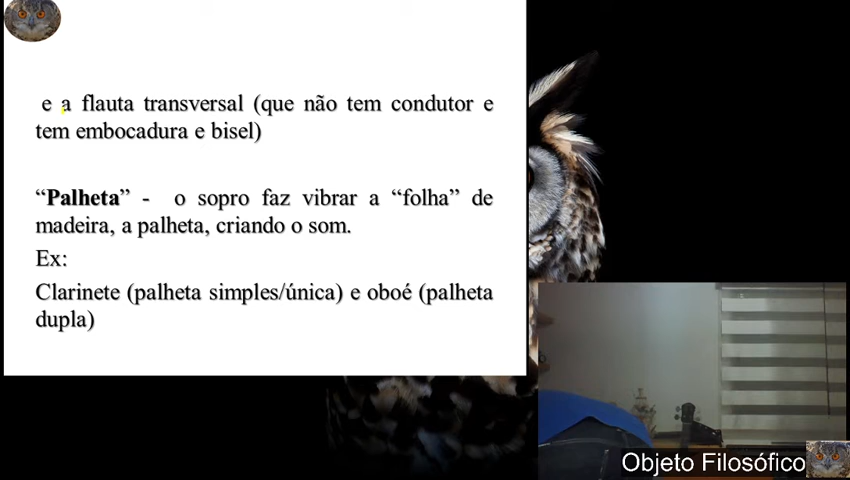 e a flauta transversal (que não tem condutor e
tem embocadura e bisel)
“Palheta” - o sopro faz vibrar a “folha” de
madeira, a palheta, criando o som.
Ex:
Clarinete (palheta simples/única) e oboé (palheta
dupla)
Objeto Filosófico